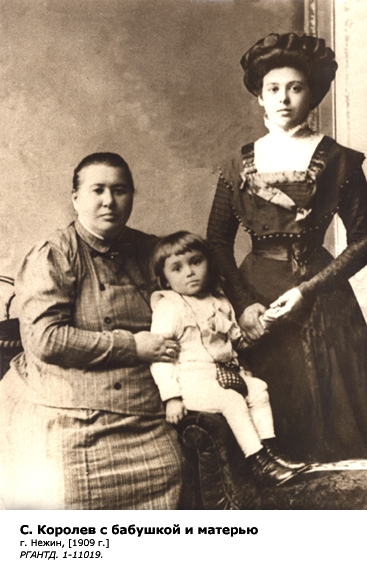 С. Королев с бабушкой и матерью
г. Нежин, [1909 г.]
РГАНТД. 1-11019.